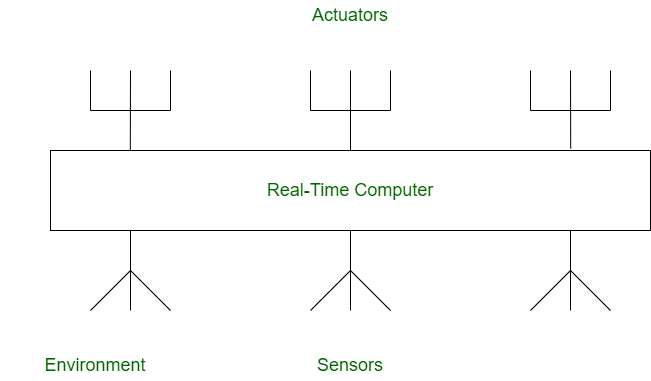 Actuators
Real-Time Computer
Environment
Sensors